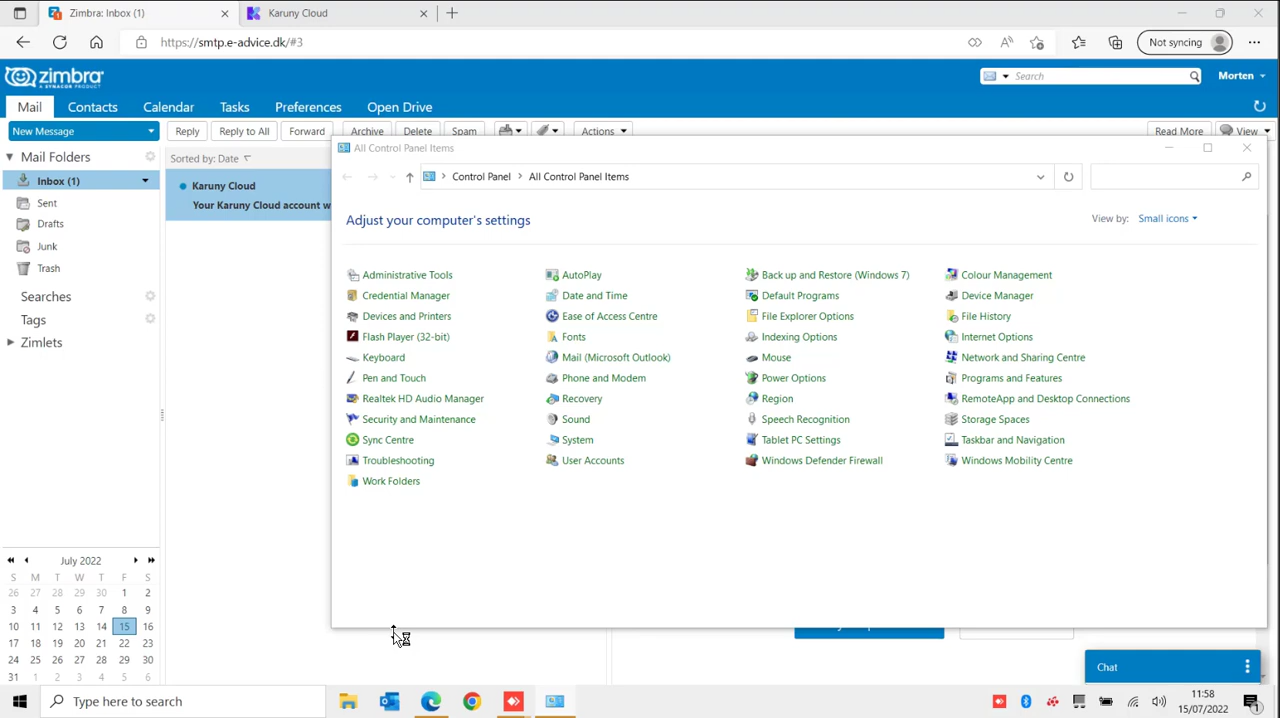 Zimbra: Inbox (1)
Karuny Cloud
https://smtp.e-advice.dk/#3
Not syncing
zimbra
A SYNACOR PRODUCT
Search
Morten
Mail
Contacts
Calendar
Tasks
Preferences
Open Drive
New Message
Reply
Reply to All
Forward
Archive
Delete
Spam
Actions
Read More
View
Mail Folders
Inbox (1)
Sent
Drafts
Junk
Trash
Searches
Tags
Zimlets
Sorted by: Date
Karuny Cloud
Your Karuny Cloud account w
All Control Panel Items
Control Panel > All Control Panel Items
Adjust your computer's settings
View by: Small icons
Administrative Tools
AutoPlay
Back up and Restore (Windows 7)
Colour Management
Credential Manager
Date and Time
Default Programs
Device Manager
Devices and Printers
Ease of Access Centre
File Explorer Options
File History
Flash Player (32-bit)
Fonts
Indexing Options
Internet Options
Keyboard
Mail (Microsoft Outlook)
Mouse
Network and Sharing Centre
Pen and Touch
Phone and Modem
Power Options
Programs and Features
Realtek HD Audio Manager
Recovery
Region
RemoteApp and Desktop Connections
Security and Maintenance
Sound
Speech Recognition
Storage Spaces
Sync Centre
System
Tablet PC Settings
Taskbar and Navigation
Troubleshooting
User Accounts
Windows Defender Firewall
Windows Mobility Centre
Work Folders
July 2022
S M T W T F S
26 27 28 29 30 1 2
3 4 5 6 7 8 9
10 11 12 13 14 15 16
17 18 19 20 21 22 23
24 25 26 27 28 29 30
31 1 2 3 4 5 6
Chat
Type here to search
11:58
15/07/2022
1